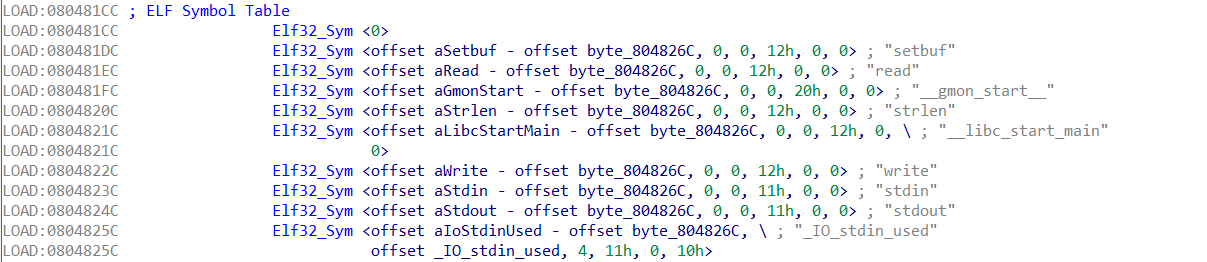 LOAD:080481CC ; ELF Symbol Table
LOAD:080481CC Elf32_Sym <0>
LOAD:080481DC Elf32_Sym <offset aSetbuf - offset byte_804826C, 0, 0, 12h, 0, 0> ; "setbuf"
LOAD:080481EC Elf32_Sym <offset aRead - offset byte_804826C, 0, 0, 12h, 0, 0> ; "read"
LOAD:080481FC Elf32_Sym <offset aGmonStart - offset byte_804826C, 0, 0, 20h, 0, 0> ; "__gmon_start__"
LOAD:0804820C Elf32_Sym <offset aStrlen - offset byte_804826C, 0, 0, 12h, 0, 0> ; "strlen"
LOAD:0804821C Elf32_Sym <offset aLibcStartMain - offset byte_804826C, 0, 0, 12h, 0, \ ; "__libc_start_main"
LOAD:0804821C 0>
LOAD:0804822C Elf32_Sym <offset aWrite - offset byte_804826C, 0, 0, 12h, 0, 0> ; "write"
LOAD:0804823C Elf32_Sym <offset aStdin - offset byte_804826C, 0, 0, 11h, 0, 0> ; "stdin"
LOAD:0804824C Elf32_Sym <offset aStdout - offset byte_804826C, 0, 0, 11h, 0, 0> ; "stdout"
LOAD:0804825C Elf32_Sym <offset aIoStdinUsed - offset byte_804826C, \ ; "_IO_stdin_used"
LOAD:0804825C offset _IO_stdin_used, 4, 11h, 0, 10h>